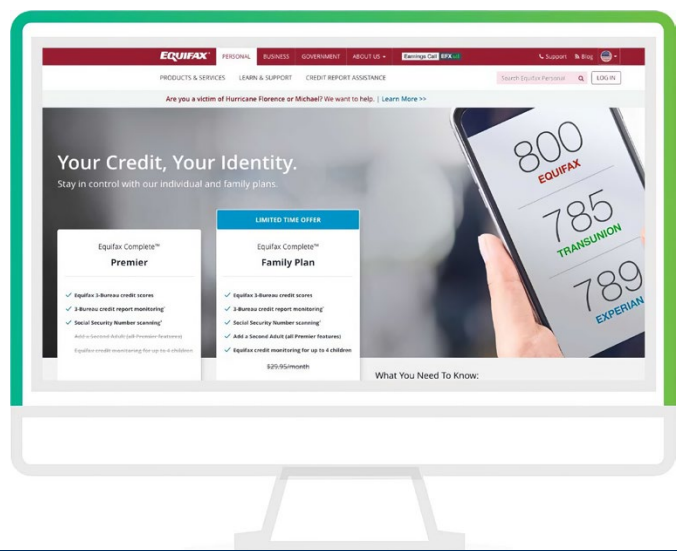 EQUIFAX PERSONAL BUSINESS GOVERNMENT ABOUT US Earnings Call EFX Support Blog
PRODUCTS & SERVICES LEARN & SUPPORT CREDIT REPORT ASSISTANCE Search Equifax Personal LOG IN
Are you a victim of Hurricane Florence or Michael? We want to help. | Learn More >>
Your Credit, Your Identity.
Stay in control with our individual and family plans.
Equifax Complete™
Premier
✓ Equifax 3-Bureau credit scores
✓ 3-Bureau credit report monitoring¹
✓ Social Security Number scanning²
Add a Second Adult (all Premier features)
Equifax credit monitoring for up to 4 children
LIMITED TIME OFFER
Equifax Complete™
Family Plan
✓ Equifax 3-Bureau credit scores
✓ 3-Bureau credit report monitoring¹
✓ Social Security Number scanning²
✓ Add a Second Adult (all Premier features)
✓ Equifax credit monitoring for up to 4 children
$29.95/month
800
EQUIFAX
785
TRANSUNION
789
EXPERIAN
What You Need To Know: